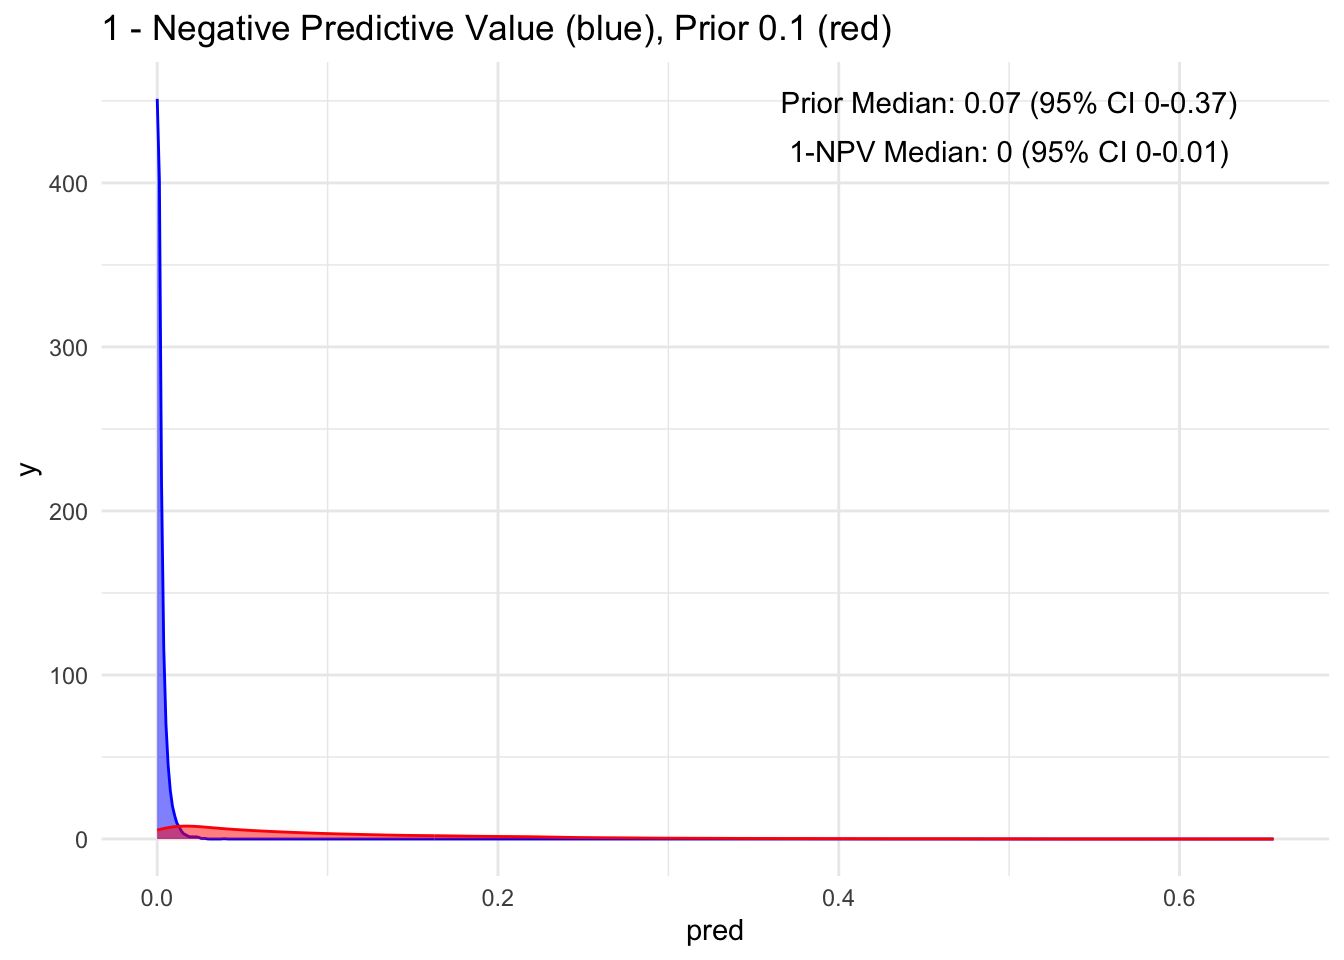 1 - Negative Predictive Value (blue), Prior 0.1 (red)
Prior Median: 0.07 (95% CI 0-0.37)
1-NPV Median: 0 (95% CI 0-0.01)
400
300
200
100
0
y
0.0
0.2
0.4
0.6
pred